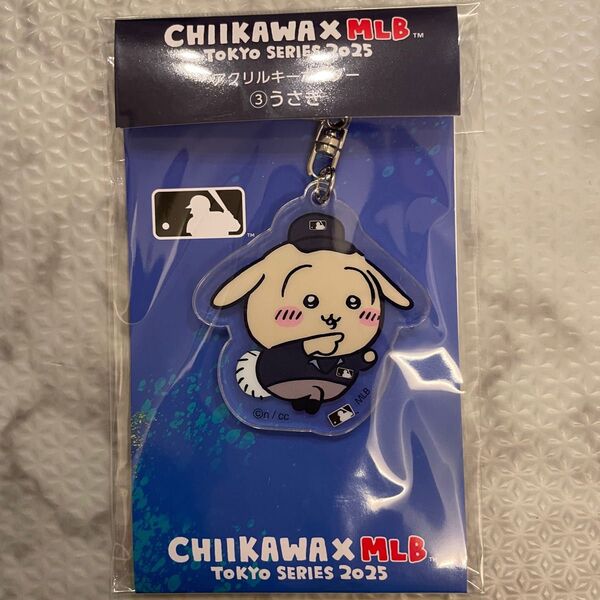 CHIIKAWA X MLB™
TOKYO SERIES 2025
アクリルキーホルダー
③うさぎ
TM
©n / cc
MLB
CHIIKAWA X MLB™
TOKYO SERIES 2025